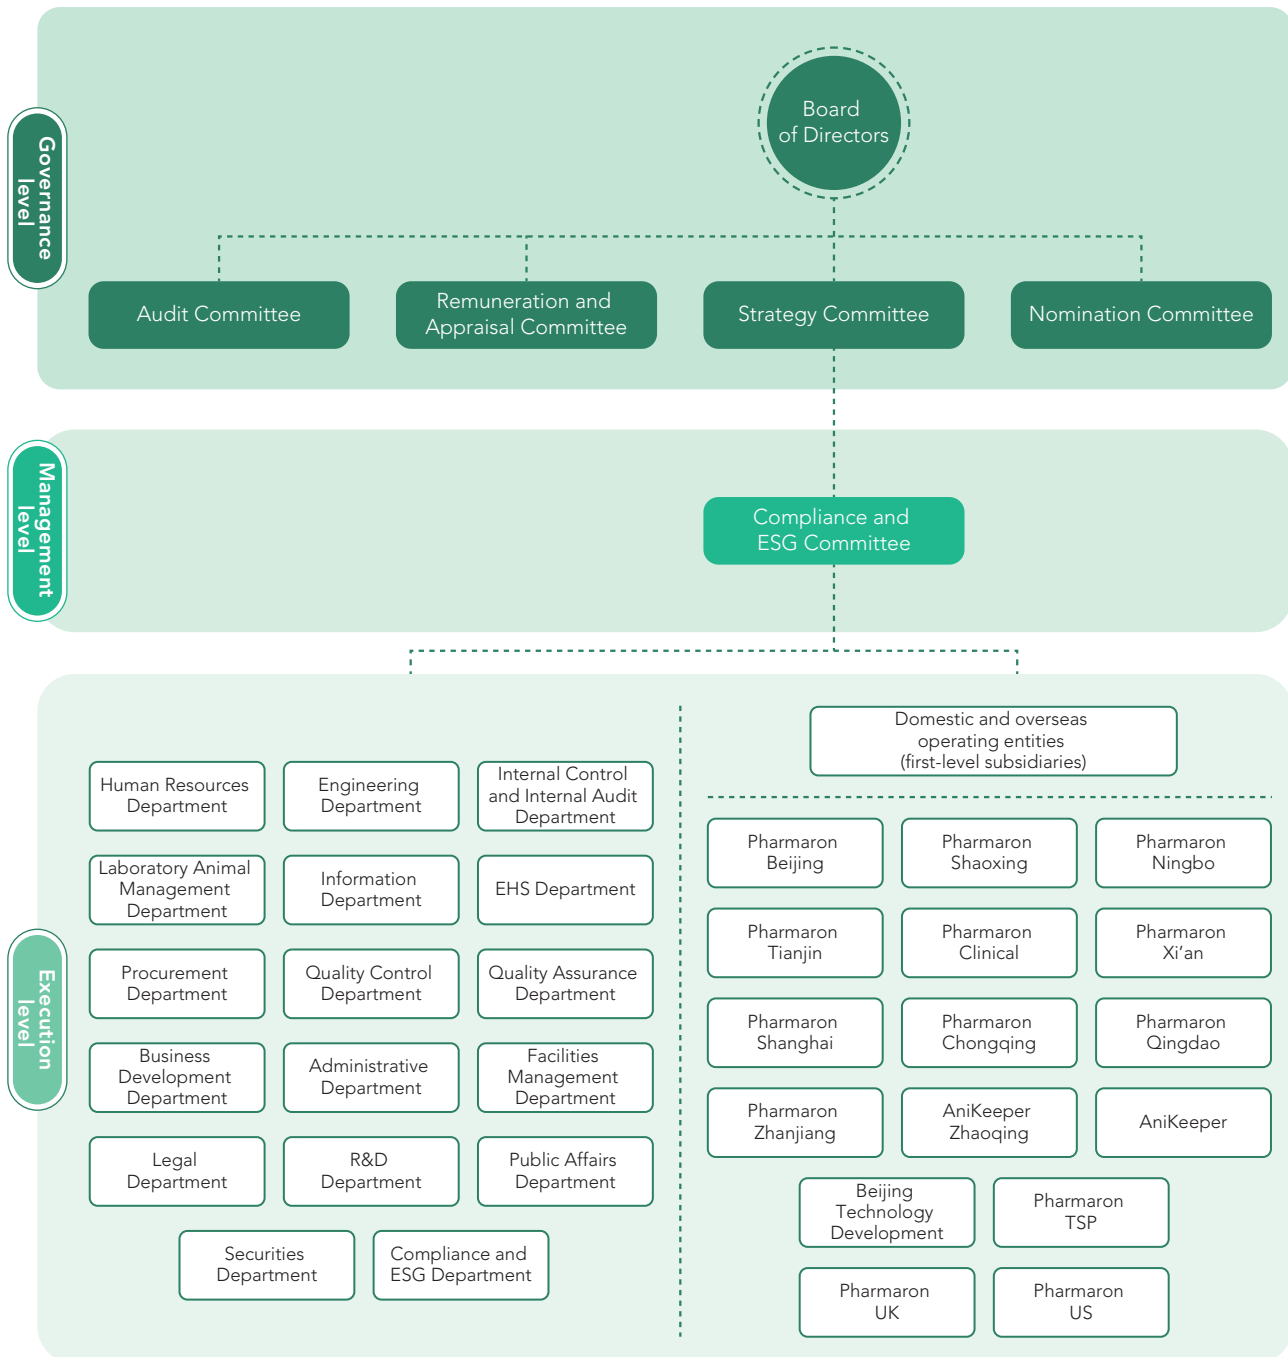 Governance
level
Board
of Directors
Audit Committee
Remuneration and
Appraisal Committee
Strategy Committee
Nomination Committee
Management
level
Compliance and
ESG Committee
Execution
level
Human Resources
Department
Engineering
Department
Internal Control
and Internal Audit
Department
Laboratory Animal
Management
Department
Information
Department
EHS Department
Procurement
Department
Quality Control
Department
Quality Assurance
Department
Business
Development
Department
Administrative
Department
Facilities
Management
Department
Legal
Department
R&D
Department
Public Affairs
Department
Securities
Department
Compliance and
ESG Department
Domestic and overseas
operating entities
(first-level subsidiaries)
Pharmaron
Beijing
Pharmaron
Shaoxing
Pharmaron
Ningbo
Pharmaron
Tianjin
Pharmaron
Clinical
Pharmaron
Xi’an
Pharmaron
Shanghai
Pharmaron
Chongqing
Pharmaron
Qingdao
Pharmaron
Zhanjiang
AniKeeper
Zhaoqing
AniKeeper
Beijing
Technology
Development
Pharmaron
TSP
Pharmaron
UK
Pharmaron
US